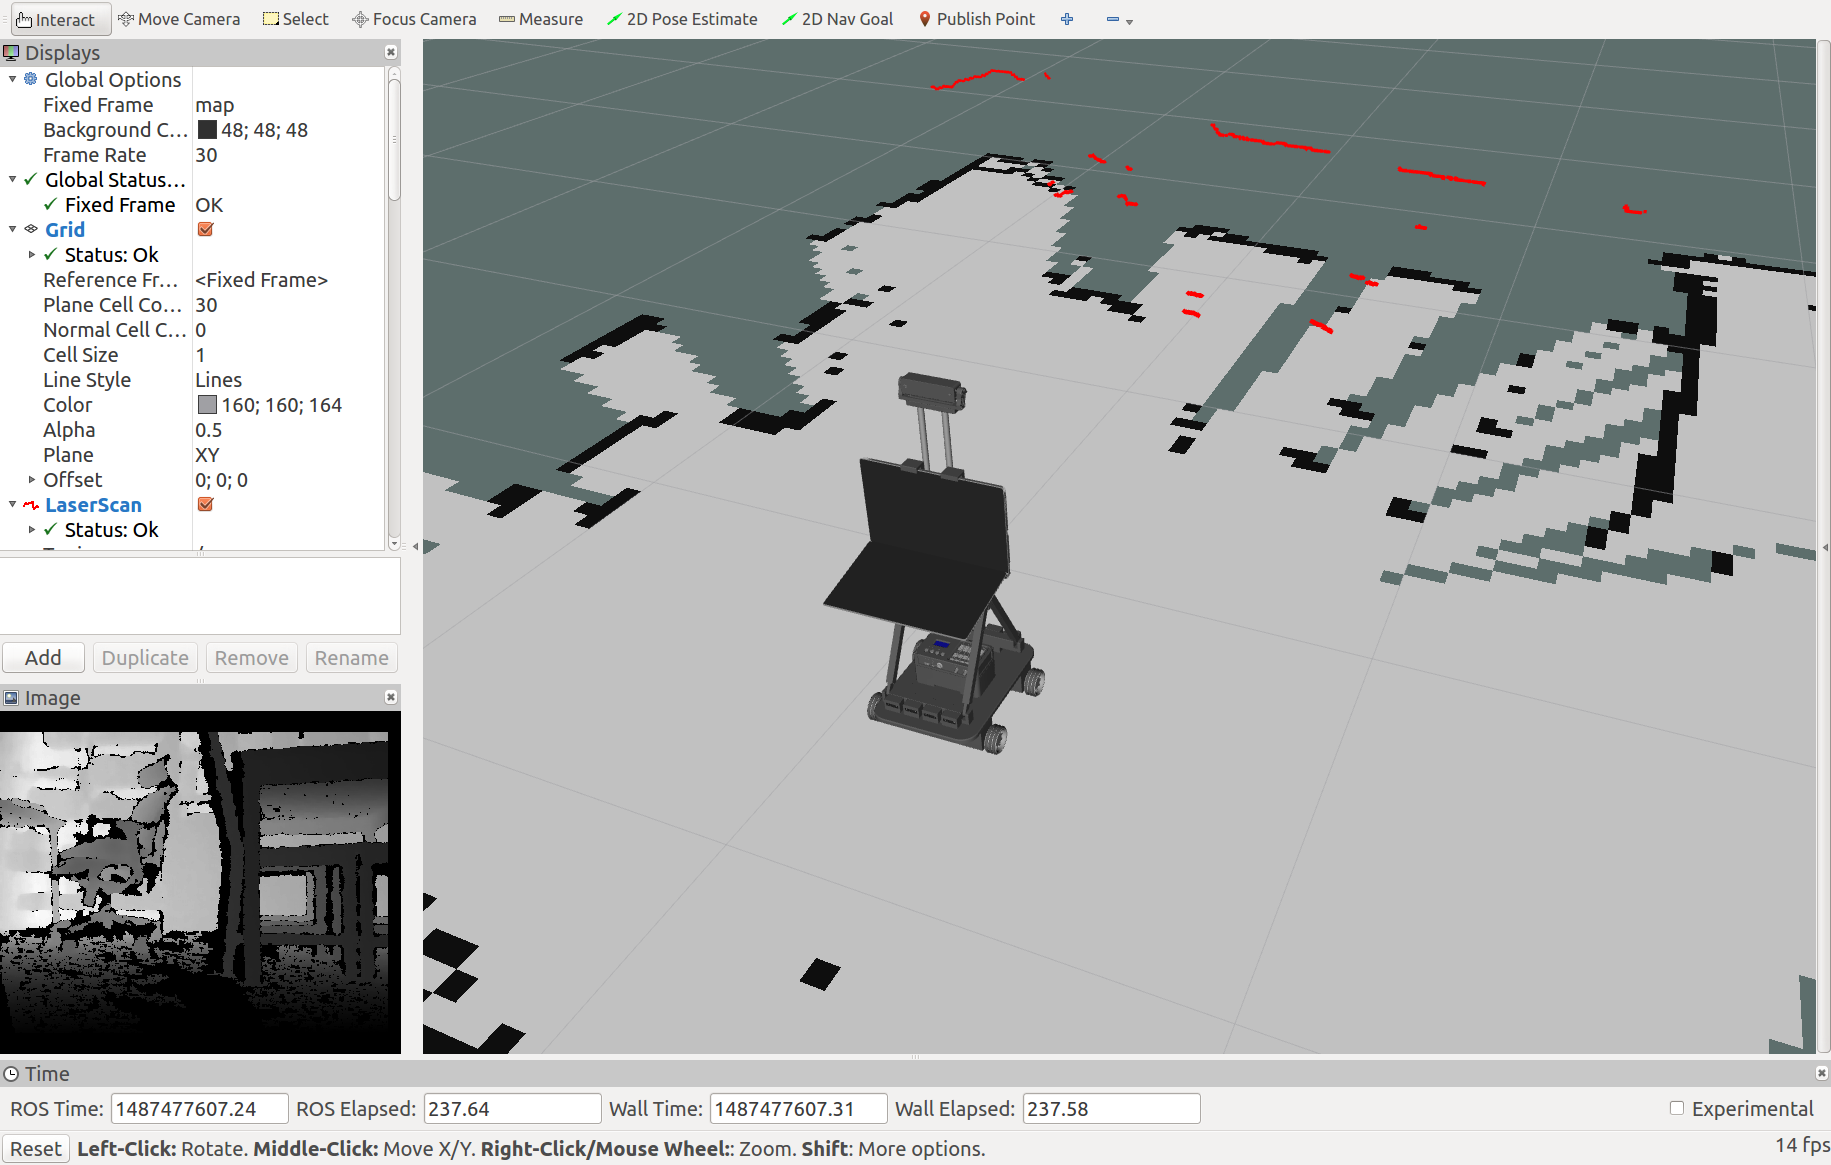 Interact Move Camera Select Focus Camera Measure 2D Pose Estimate 2D Nav Goal Publish Point
Displays
Global Options
Fixed Frame map
Background C... 48; 48; 48
Frame Rate 30
Global Status...
Fixed Frame OK
Grid
Status: Ok
Reference Fr... <Fixed Frame>
Plane Cell Co... 30
Normal Cell C... 0
Cell Size 1
Line Style Lines
Color 160; 160; 164
Alpha 0.5
Plane XY
Offset 0; 0; 0
LaserScan
Status: Ok
Add Duplicate Remove Rename
Image
Time
ROS Time: 1487477607.24 ROS Elapsed: 237.64 Wall Time: 1487477607.31 Wall Elapsed: 237.58 Experimental
Reset Left-Click: Rotate. Middle-Click: Move X/Y. Right-Click/Mouse Wheel:: Zoom. Shift: More options. 14 fps